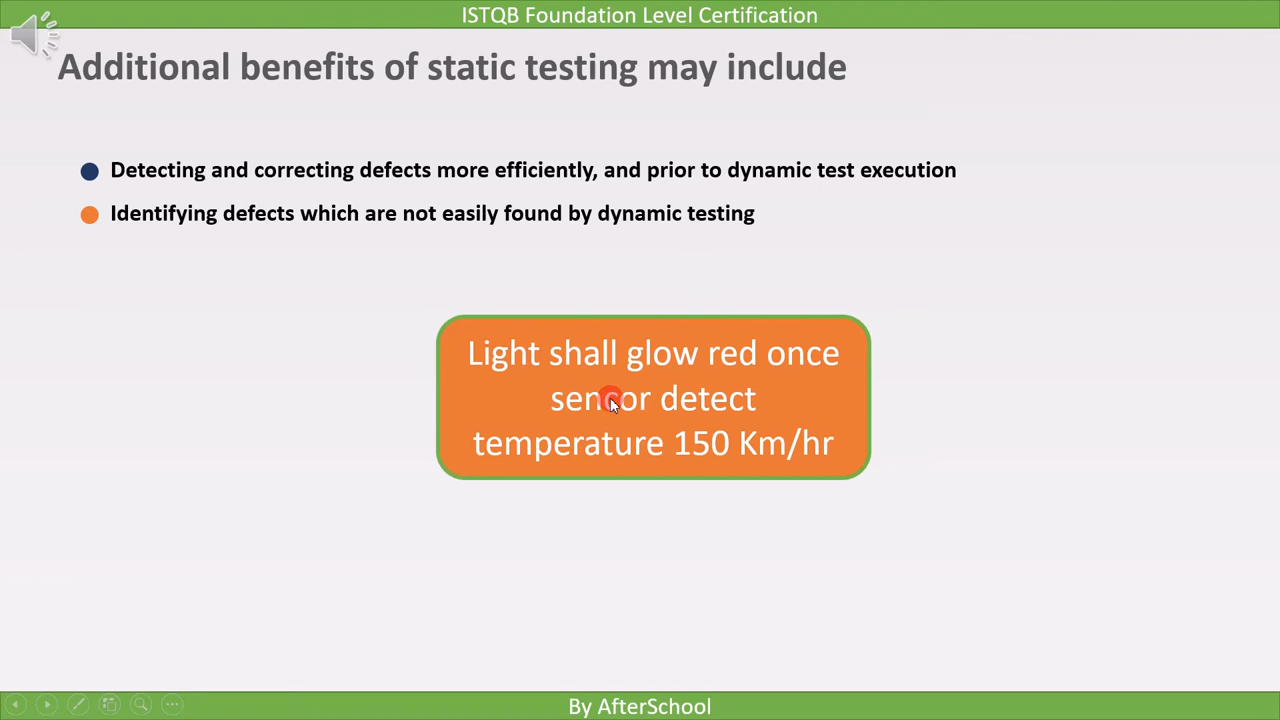 ISTQB Foundation Level Certification
Additional benefits of static testing may include
Detecting and correcting defects more efficiently, and prior to dynamic test execution
Identifying defects which are not easily found by dynamic testing
Light shall glow red once
sencor detect
temperature 150 Km/hr
By AfterSchool